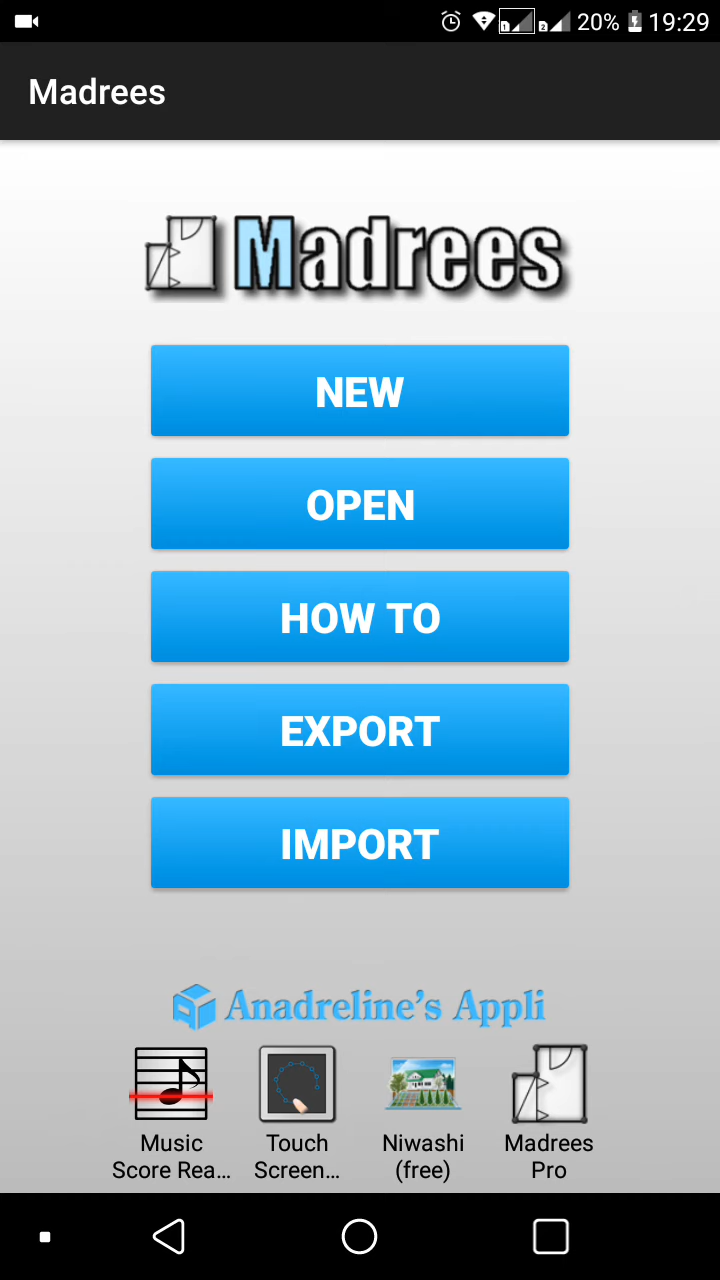 20% 19:29
Madrees
Madrees
NEW
OPEN
HOW TO
EXPORT
IMPORT
Anadreline's Appli
Music
Score Rea...
Touch
Screen...
Niwashi
(free)
Madrees
Pro